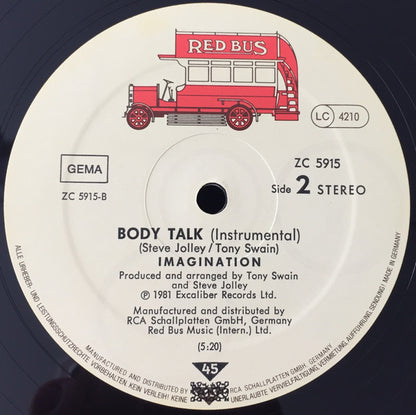 RED BUS
LC 4210
GEMA
ZC 5915-B
ZC 5915
Side 2 STEREO
BODY TALK (Instrumental)
(Steve Jolley/Tony Swain)
IMAGINATION
Produced and arranged by Tony Swain
and Steve Jolley
℗ 1981 Excaliber Records Ltd.
Manufactured and distributed by
RCA Schallplatten GmbH, Germany
Red Bus Music (Intern.) Ltd.
(5:20)
45
ALLE URHEBER- UND LEISTUNGSSCHUTZRECHTE VORBEHALTEN. KEIN VERLEIH! KEINE UNERLAUBTE VERVIELFÄLTIGUNG, VERMIETUNG, AUFFÜHRUNG, SENDUNG! MADE IN GERMANY
MANUFACTURED AND DISTRIBUTED BY RCA SCHALLPLATTEN GMBH, GERMANY